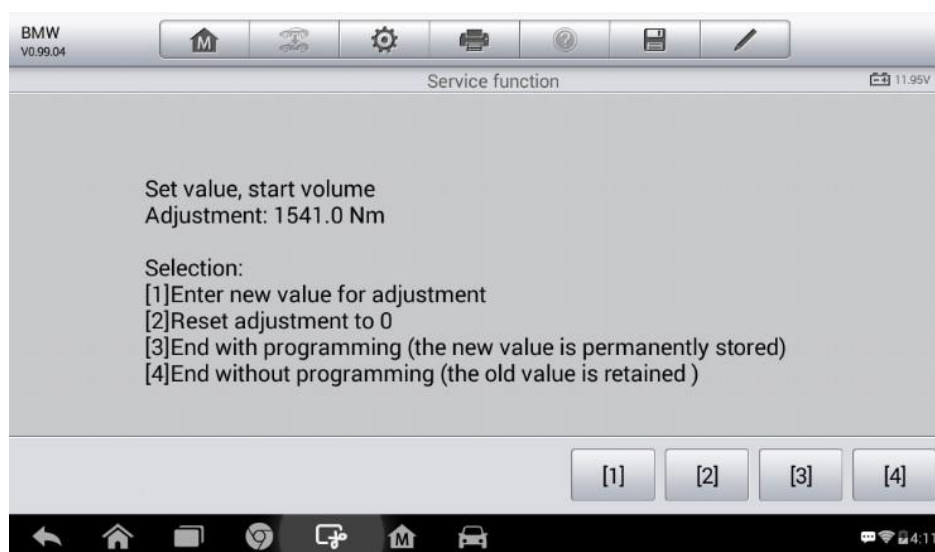 BMW
V0.99.04
Service function
11.95V
Set value, start volume
Adjustment: 1541.0 Nm
Selection:
[1]Enter new value for adjustment
[2]Reset adjustment to 0
[3]End with programming (the new value is permanently stored)
[4]End without programming (the old value is retained )
[1] [2] [3] [4]
4:11